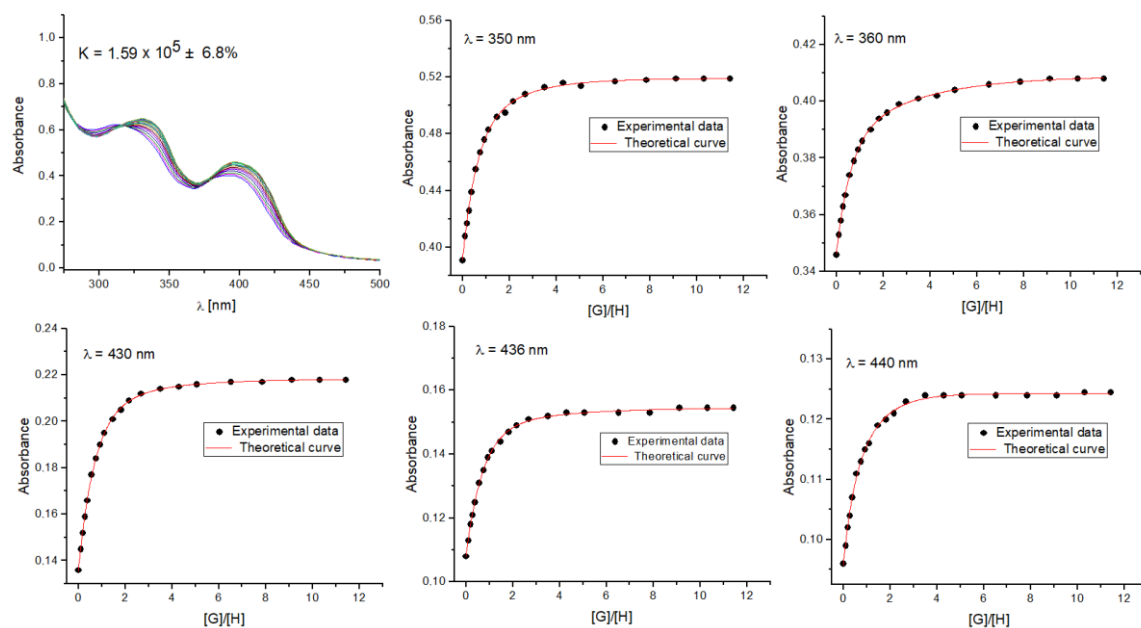 K = 1.59 x 10⁵ ± 6.8%
Absorbance
1.0
0.8
0.6
0.4
0.2
0.0
300
350
400
450
500
λ [nm]
λ = 350 nm
Absorbance
0.56
0.52
0.48
0.44
0.40
Experimental data
Theoretical curve
0
2
4
6
8
10
12
[G]/[H]
λ = 360 nm
Absorbance
0.42
0.40
0.38
0.36
0.34
Experimental data
Theoretical curve
0
2
4
6
8
10
12
[G]/[H]
λ = 430 nm
Absorbance
0.24
0.22
0.20
0.18
0.16
0.14
Experimental data
Theoretical curve
0
2
4
6
8
10
12
[G]/[H]
λ = 436 nm
Absorbance
0.18
0.16
0.14
0.12
0.10
Experimental data
Theoretical curve
0
2
4
6
8
10
12
[G]/[H]
λ = 440 nm
Absorbance
0.13
0.12
0.11
0.10
Experimental data
Theoretical curve
0
2
4
6
8
10
12
[G]/[H]